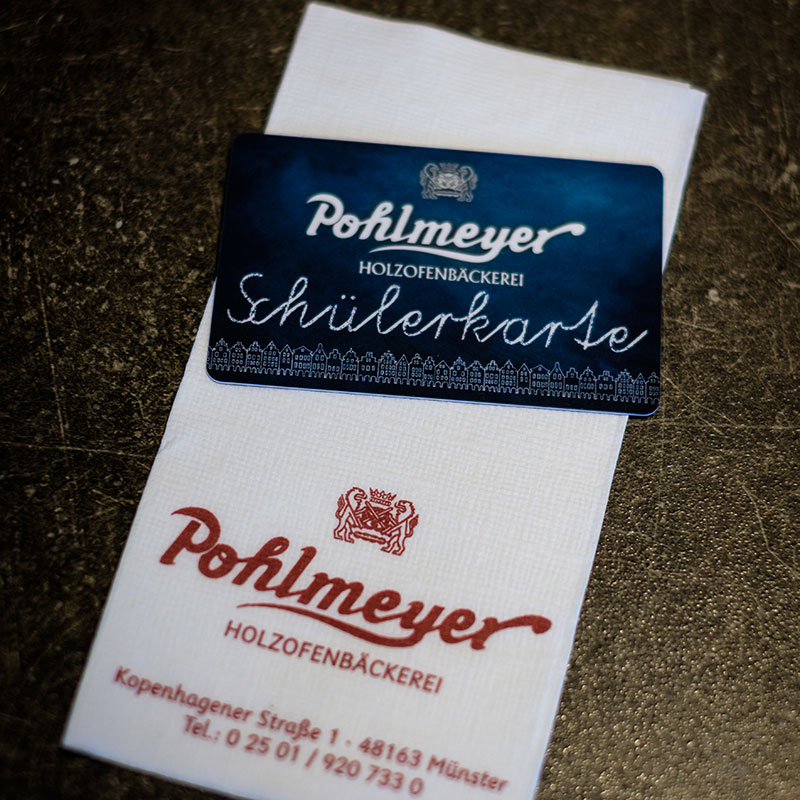 Pohlmeyer
HOLZOFENBÄCKEREI
Schülerkarte
Pohlmeyer
HOLZOFENBÄCKEREI
Kopenhagener Straße 1 · 48163 Münster
Tel.: 0 25 01 / 920 733 0